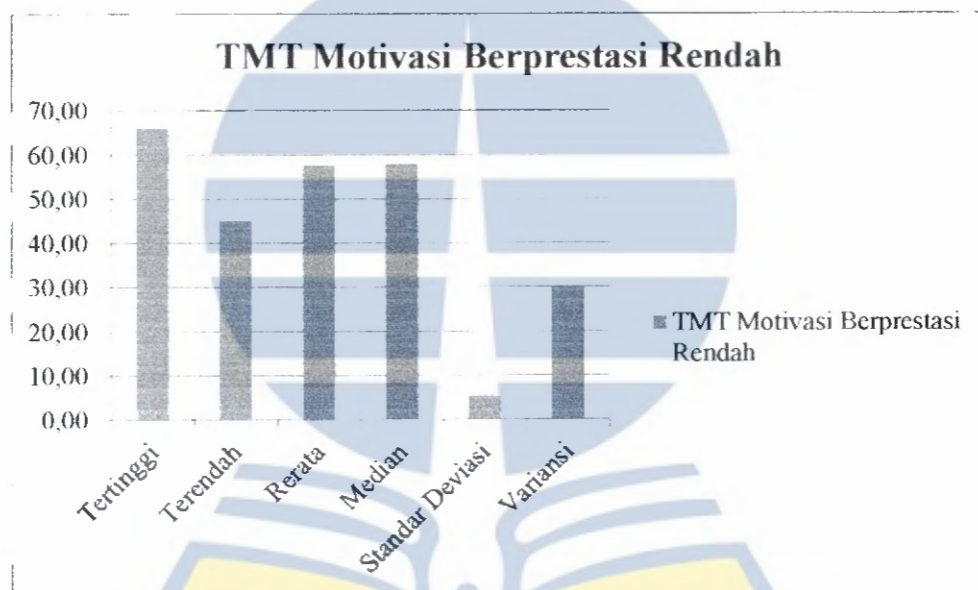 TMT Motivasi Berprestasi Rendah
70,00
60,00
50,00
40,00
30,00
20,00
10,00
0,00
Tertinggi
Terendah
Rerata
Median
Standar Deviasi
Variansi
TMT Motivasi Berprestasi
Rendah